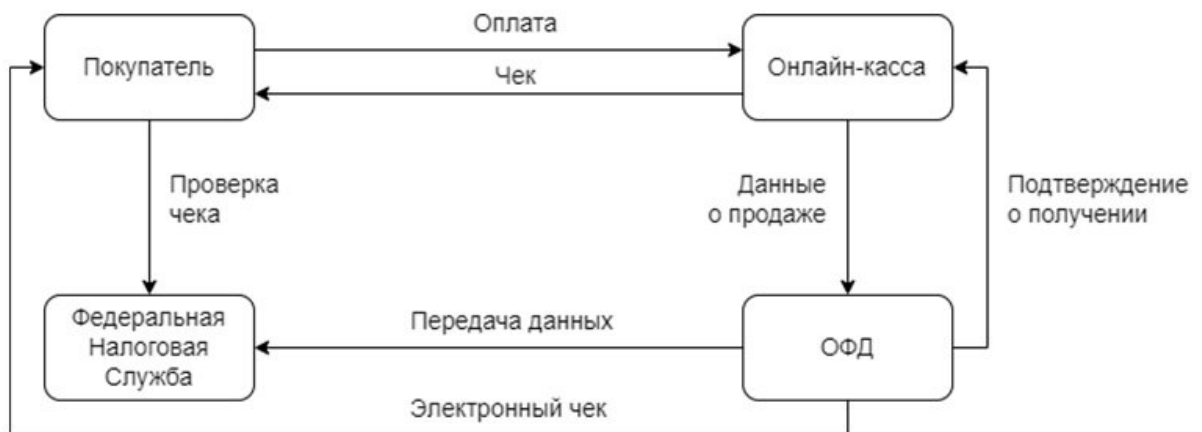 Оплата
Покупатель
Онлайн-касса
Чек
Проверка
чека
Данные
о продаже
Подтверждение
о получении
Федеральная
Налоговая
Служба
Передача данных
ОФД
Электронный чек